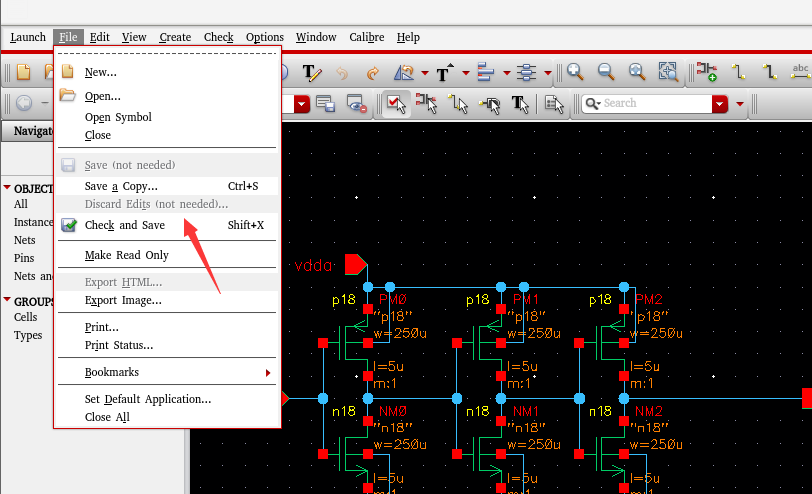 Launch File Edit View Create Check Options Window Calibre Help
New...
Open...
Open Symbol
Close
Save (not needed)
Save a Copy... Ctrl+S
Discard Edits (not needed)...
Check and Save Shift+X
Make Read Only
Export HTML...
Export Image...
Print...
Print Status...
Bookmarks
Set Default Application...
Close All
T T abc
T Search
Navigat
OBJEC
All
Instance
Nets
Pins
Nets and
GROUPS
Cells
Types
vdda
p18 PM0 p18 PM1 p18 PM2
"p18" "p18" "p18"
w=250u w=250u w=250u
l=5u l=5u l=5u
m:1 m:1 m:1
n18 NM0 n18 NM1 n18 NM2
"n18" "n18" "n18"
w=250u w=250u w=250u
l=5u l=5u l=5u
m:1 m:1 m:1